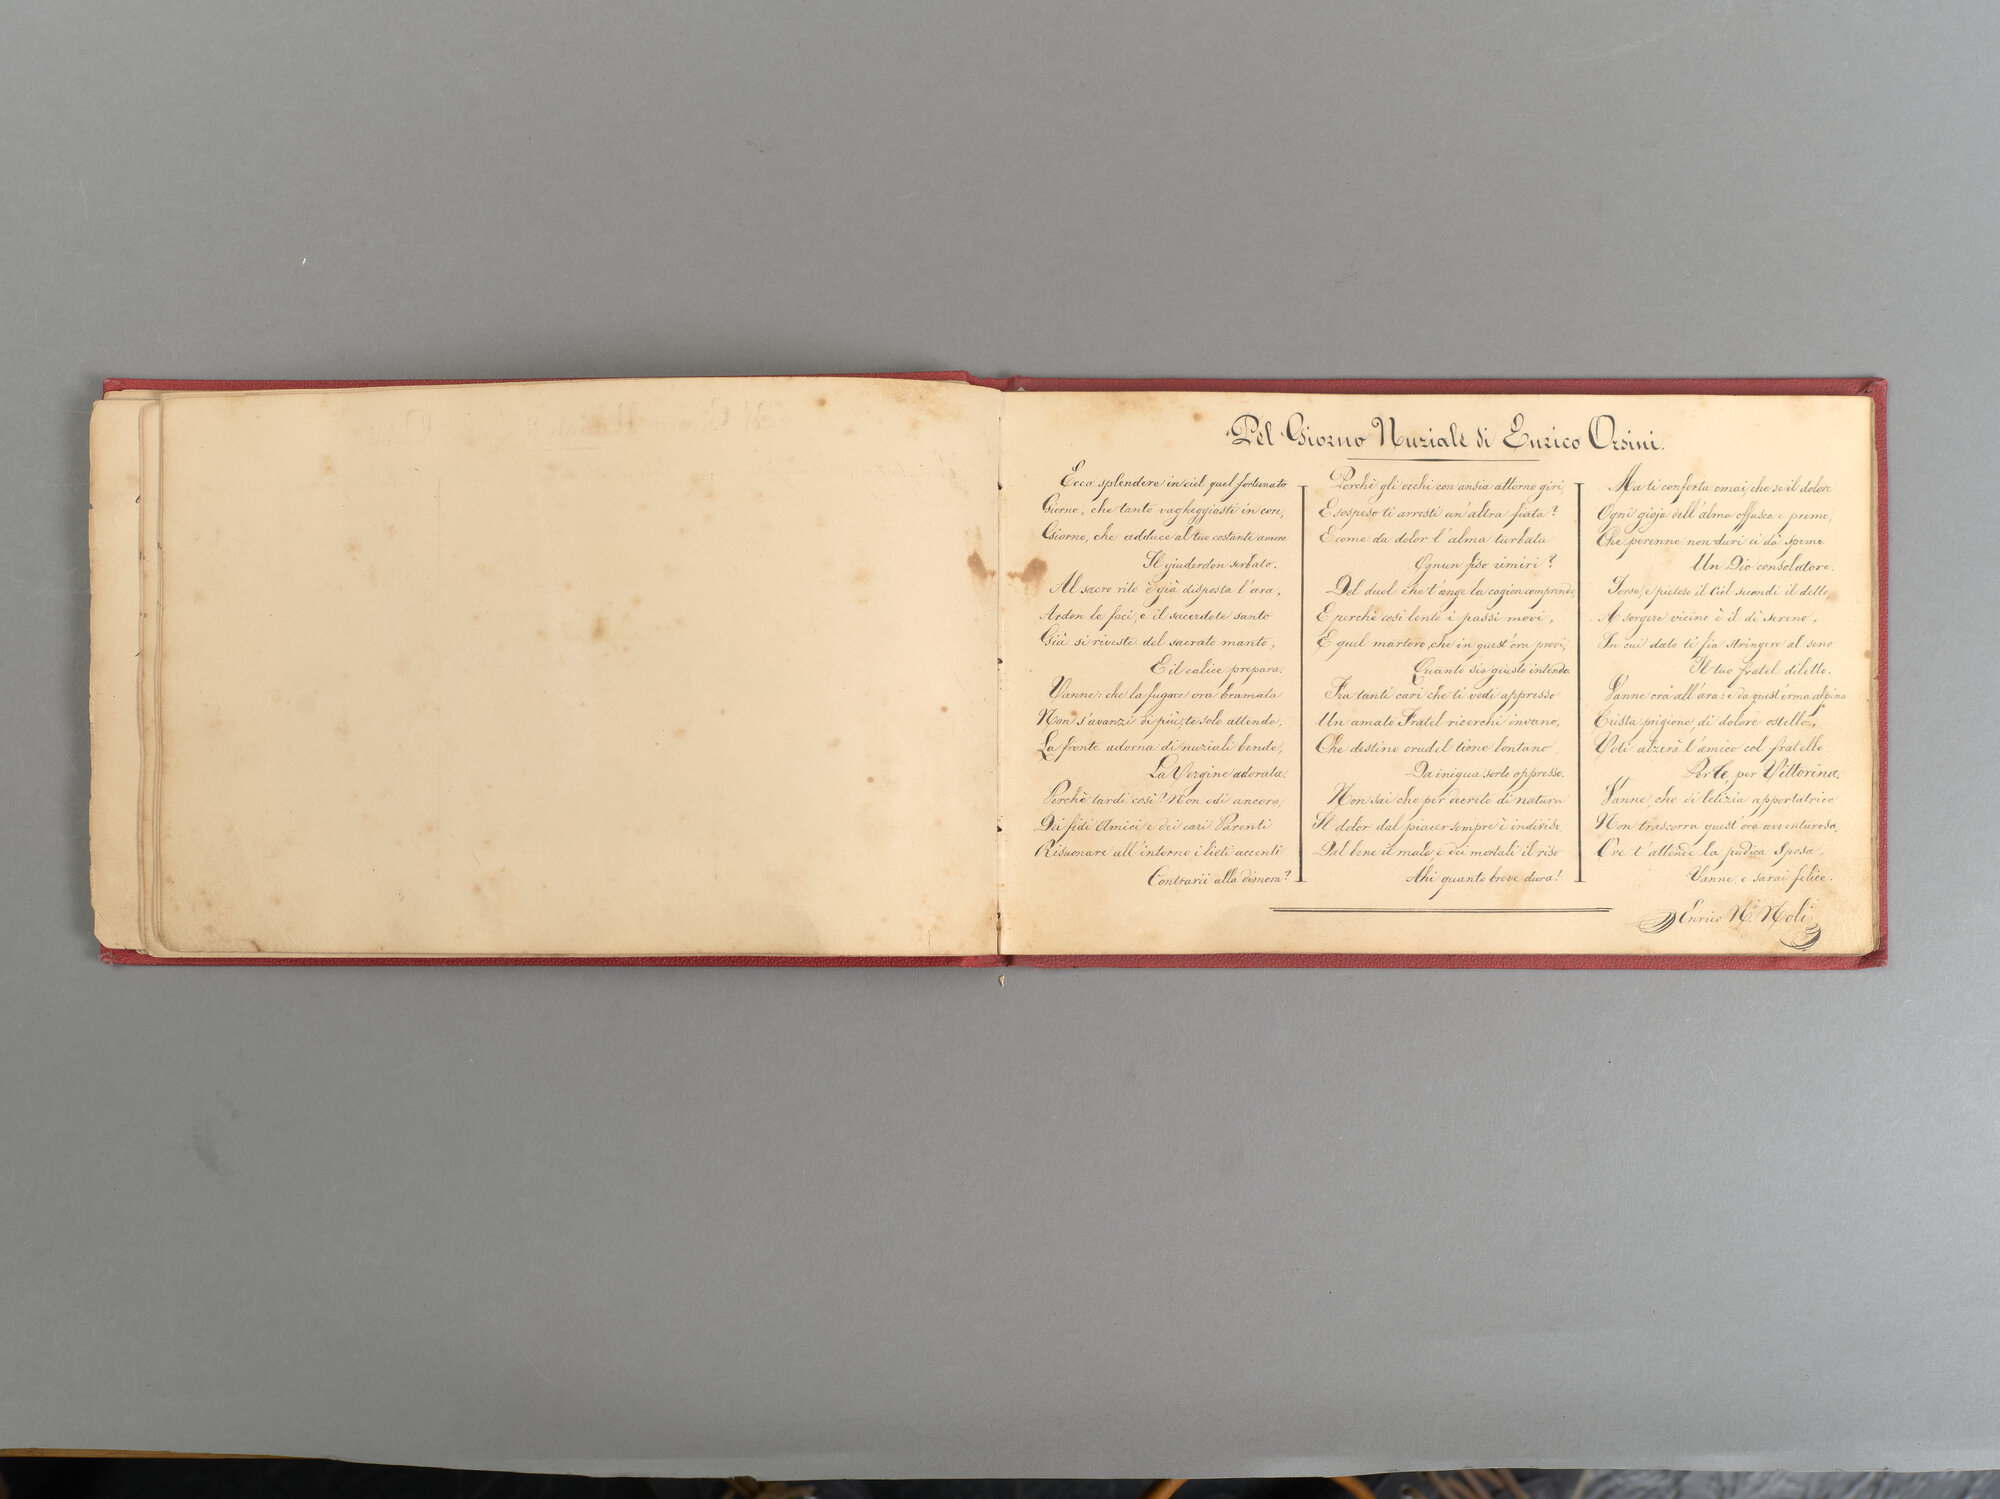 Pel Giorno Nuziale di Enrico Orsini.
Ecco splendere in ciel quel fortunato
Giorno, che tanto vagheggiasti in core,
Giorno, che adduce al tuo costante amore
Il guiderdon serbato.
Al sacro rito è già disposta l'ara,
Ardon le faci, e il sacerdote santo
Già si riveste del sacrato manto,
E il calice prepara.
Vanne: chè la fugace ora bramata
Non s'avanzi di più; te solo attende,
La fronte adorna di nuziali bende,
La Vergine adorata.
Perchè tardi così? Non odi ancora,
Dei fidi Amici e dei cari Parenti
Risuonare all'intorno i lieti accenti
Contrarii alla dimora?
Perchè gli occhi con ansia attorno giri,
E sospeso ti arresti un'altra fiata?
E come da dolor l'alma turbata
Ognun fiso rimiri?
Del duol che t'ange la cagion comprendo,
E perchè così lento i passi movi,
E quel martoro, che in quest'ora provi,
Quanto sia giusto intendo.
Fra tanti cari che ti vedi appresso
Un amato Fratel ricerchi invano,
Che destino crudel tiene lontano
Da iniqua sorte oppresso.
Non sai che per decreto di natura
Il dolor dal piacer sempre è indiviso,
Dal bene il male, e dei mortali il riso
Ahi quanto breve dura!
Ma ti conforta omai, che se il dolore
Ogni gioja dell'alma offusca e preme,
Che perenne non duri ci dà speme
Un Dio consolatore.
Forse, e pietoso il Ciel secondi il detto,
A sorgere vicino è il dì sereno,
In cui dato ti fia stringere al seno
Il tuo fratel diletto.
Vanne ora all'ara: e da quest'erma alpina
Trista prigione, di dolore ostello,
Voti alzerà l'amico col fratello
Per te, per Vittorina.
Vanne, che di letizia apportatrice
Non trascorra quest'ora avventurosa,
Ove t'attende la pudica Sposa,
Vanne, e sarai felice.
Enrico N. Noli